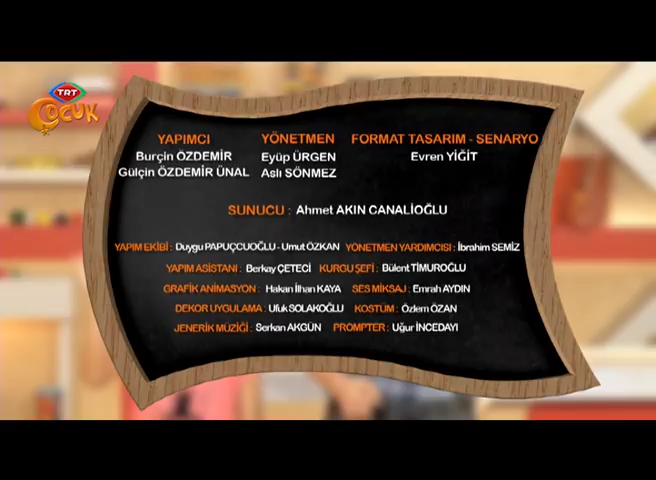 TRT
ÇOCUK
YAPIMCI YÖNETMEN FORMAT TASARIM - SENARYO
Burçin ÖZDEMİR Eyüp ÜRGEN Evren YİĞİT
Gülçin ÖZDEMİR ÜNAL Aslı SÖNMEZ
SUNUCU : Ahmet AKIN CANALİOĞLU
YAPIM EKİBİ : Duygu PAPUÇCUOĞLU - Umut ÖZKAN YÖNETMEN YARDIMCISI : İbrahim SEMİZ
YAPIM ASİSTANI : Berkay ÇETECİ KURGU ŞEFİ : Bülent TİMUROĞLU
GRAFİK ANİMASYON : Hakan İlhan KAYA SES MİKSAJ : Emrah AYDIN
DEKOR UYGULAMA : Ufuk SOLAKOĞLU KOSTÜM : Özlem ÖZAN
JENERİK MÜZİĞİ : Serkan AKGÜN PROMPTER : Uğur İNCEDAYI